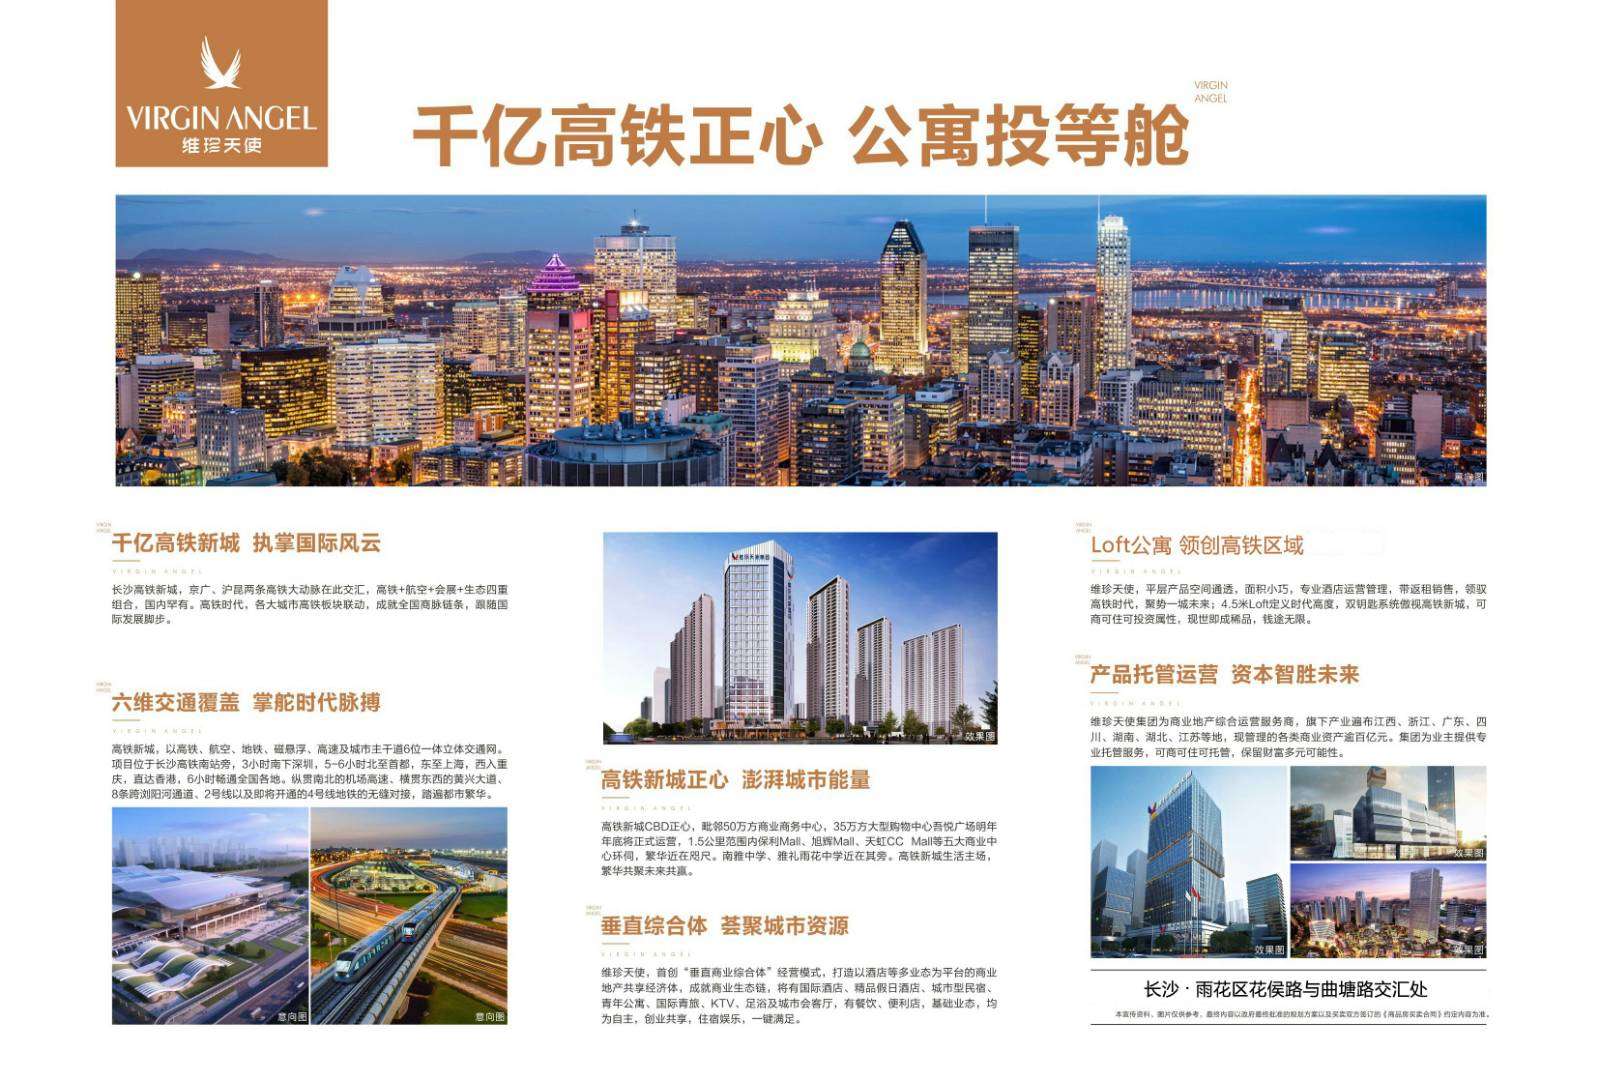 VIRGIN ANGEL
维珍天使
千亿高铁正心 公寓投等舱
VIRGIN
ANGEL
意向图
VIRGIN
ANGEL
千亿高铁新城 执掌国际风云
VIRGIN ANGEL
长沙高铁新城，京广、沪昆两条高铁大动脉在此交汇，高铁+航空+会展+生态四重
组合，国内罕有。高铁时代，各大城市高铁板块联动，成就全国商脉链条，跟随国
际发展脚步。
VIRGIN
ANGEL
六维交通覆盖 掌舵时代脉搏
VIRGIN ANGEL
高铁新城，以高铁、航空、地铁、磁悬浮、高速及城市主干道6位一体立体交通网。
项目位于长沙高铁南站旁，3小时南下深圳，5-6小时北至首都，东至上海，西入重
庆，直达香港，6小时畅通全国各地。纵贯南北的机场高速、横贯东西的黄兴大道、
8条跨浏阳河通道、2号线以及即将开通的4号线地铁的无缝对接，踏遍都市繁华。
意向图
意向图
效果图
VIRGIN
ANGEL
高铁新城正心 澎湃城市能量
VIRGIN ANGEL
高铁新城CBD正心，毗邻50万方商业商务中心，35万方大型购物中心吾悦广场明年
年底将正式运营，1.5公里范围内保利Mall、旭辉Mall、天虹CC Mall等五大商业中
心环伺，繁华近在咫尺。南雅中学、雅礼雨花中学近在其旁。高铁新城生活主场，
繁华共聚未来共赢。
VIRGIN
ANGEL
垂直综合体 荟聚城市资源
VIRGIN ANGEL
维珍天使，首创“垂直商业综合体”经营模式，打造以酒店等多业态为平台的商业
地产共享经济体，成就商业生态链，将有国际酒店、精品假日酒店、城市型民宿、
青年公寓、国际青旅、KTV、足浴及城市会客厅，有餐饮、便利店，基础业态，均
为自主，创业共享，住宿娱乐，一键满足。
VIRGIN
ANGEL
Loft公寓 领创高铁区域
VIRGIN ANGEL
维珍天使，平层产品空间通透，面积小巧，专业酒店运营管理，带返租销售，领驭
高铁时代，聚势一城未来；4.5米Loft定义时代高度，双钥匙系统傲视高铁新城，可
商可住可投资属性，现世即成稀品，钱途无限。
VIRGIN
ANGEL
产品托管运营 资本智胜未来
VIRGIN ANGEL
维珍天使集团为商业地产综合运营服务商，旗下产业遍布江西、浙江、广东、四
川、湖南、湖北、江苏等地，现管理的各类商业资产逾百亿元。集团为业主提供专
业托管服务，可商可住可托管，保留财富多元可能性。
效果图
效果图
效果图
长沙·雨花区花侯路与曲塘路交汇处
本宣传资料、图片仅供参考，最终内容以政府最终批准的规划方案以及买卖双方签订的《商品房买卖合同》约定内容为准。